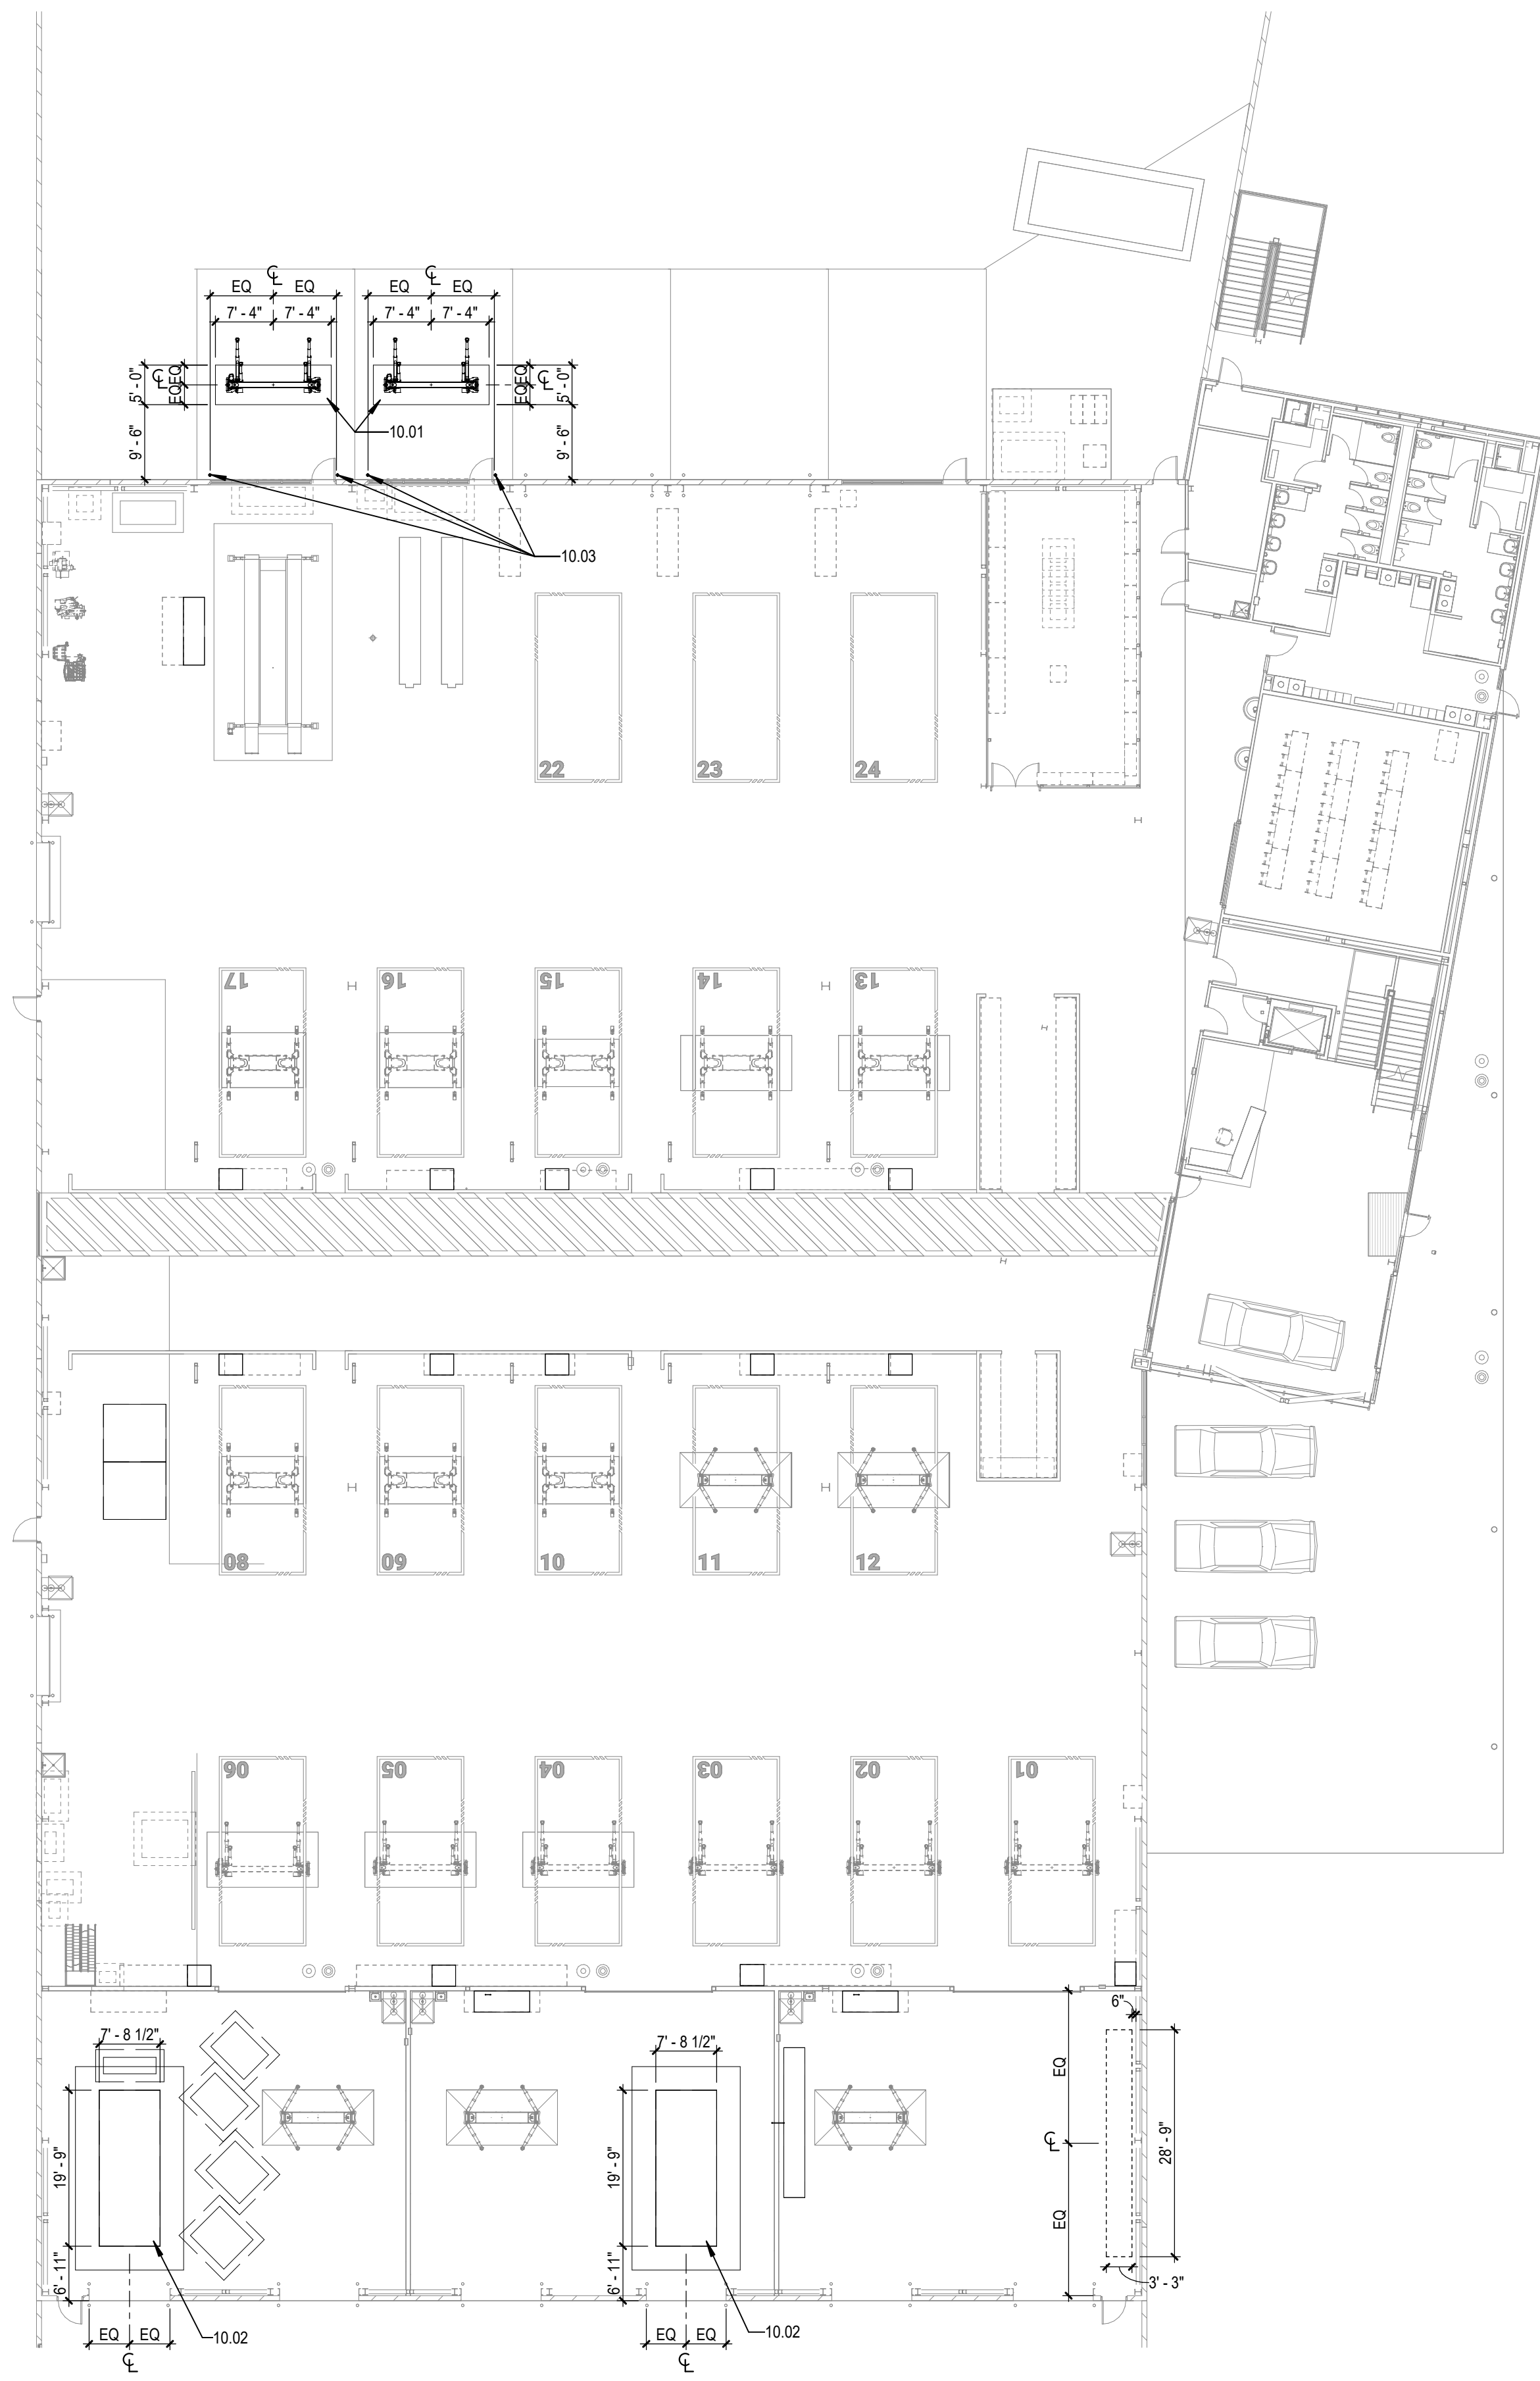 ℄ ℄
EQ EQ EQ EQ
7' - 4" 7' - 4" 7' - 4" 7' - 4"
5' - 0" EQ EQ ℄ EQ EQ ℄ 5' - 0"
9' - 6" 10.01 9' - 6"
10.03
22 23 24
17 16 15 14 13
08 09 10 11 12
06 05 04 03 02 01
6"
7' - 8 1/2" 7' - 8 1/2"
EQ
19' - 9" 19' - 9" ℄ 28' - 9"
EQ
6' - 11" 6' - 11" 3' - 3"
EQ EQ 10.02 EQ EQ 10.02
℄ ℄